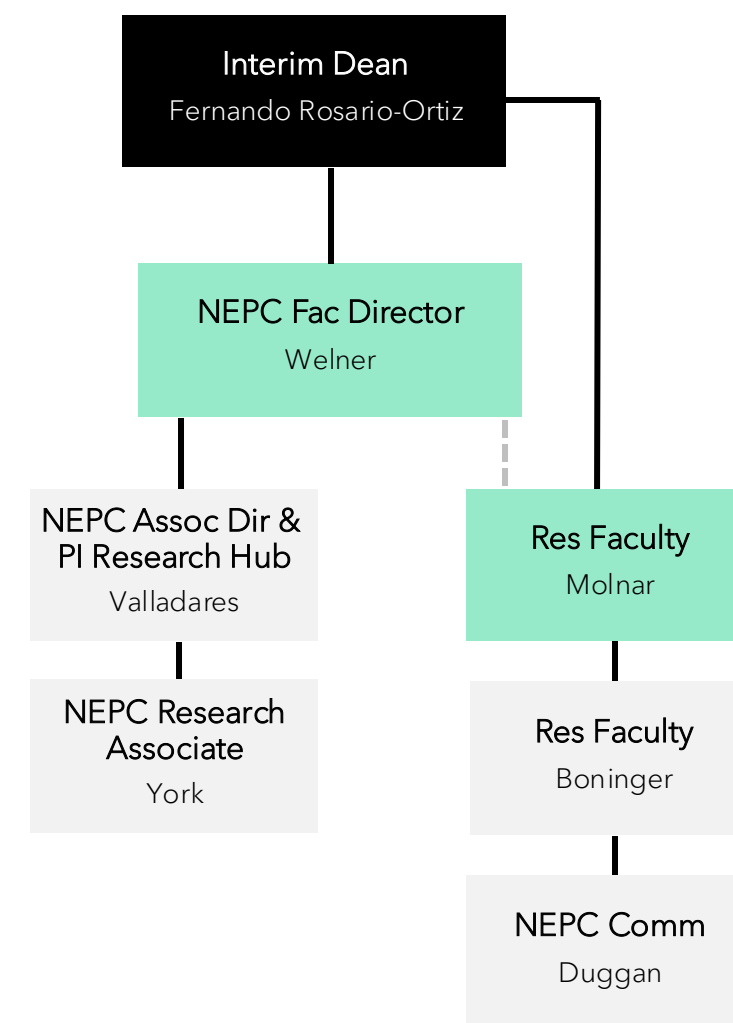 Interim Dean
Fernando Rosario-Ortiz
NEPC Fac Director
Welner
NEPC Assoc Dir &
PI Research Hub
Valladares
Res Faculty
Molnar
NEPC Research
Associate
York
Res Faculty
Boninger
NEPC Comm
Duggan